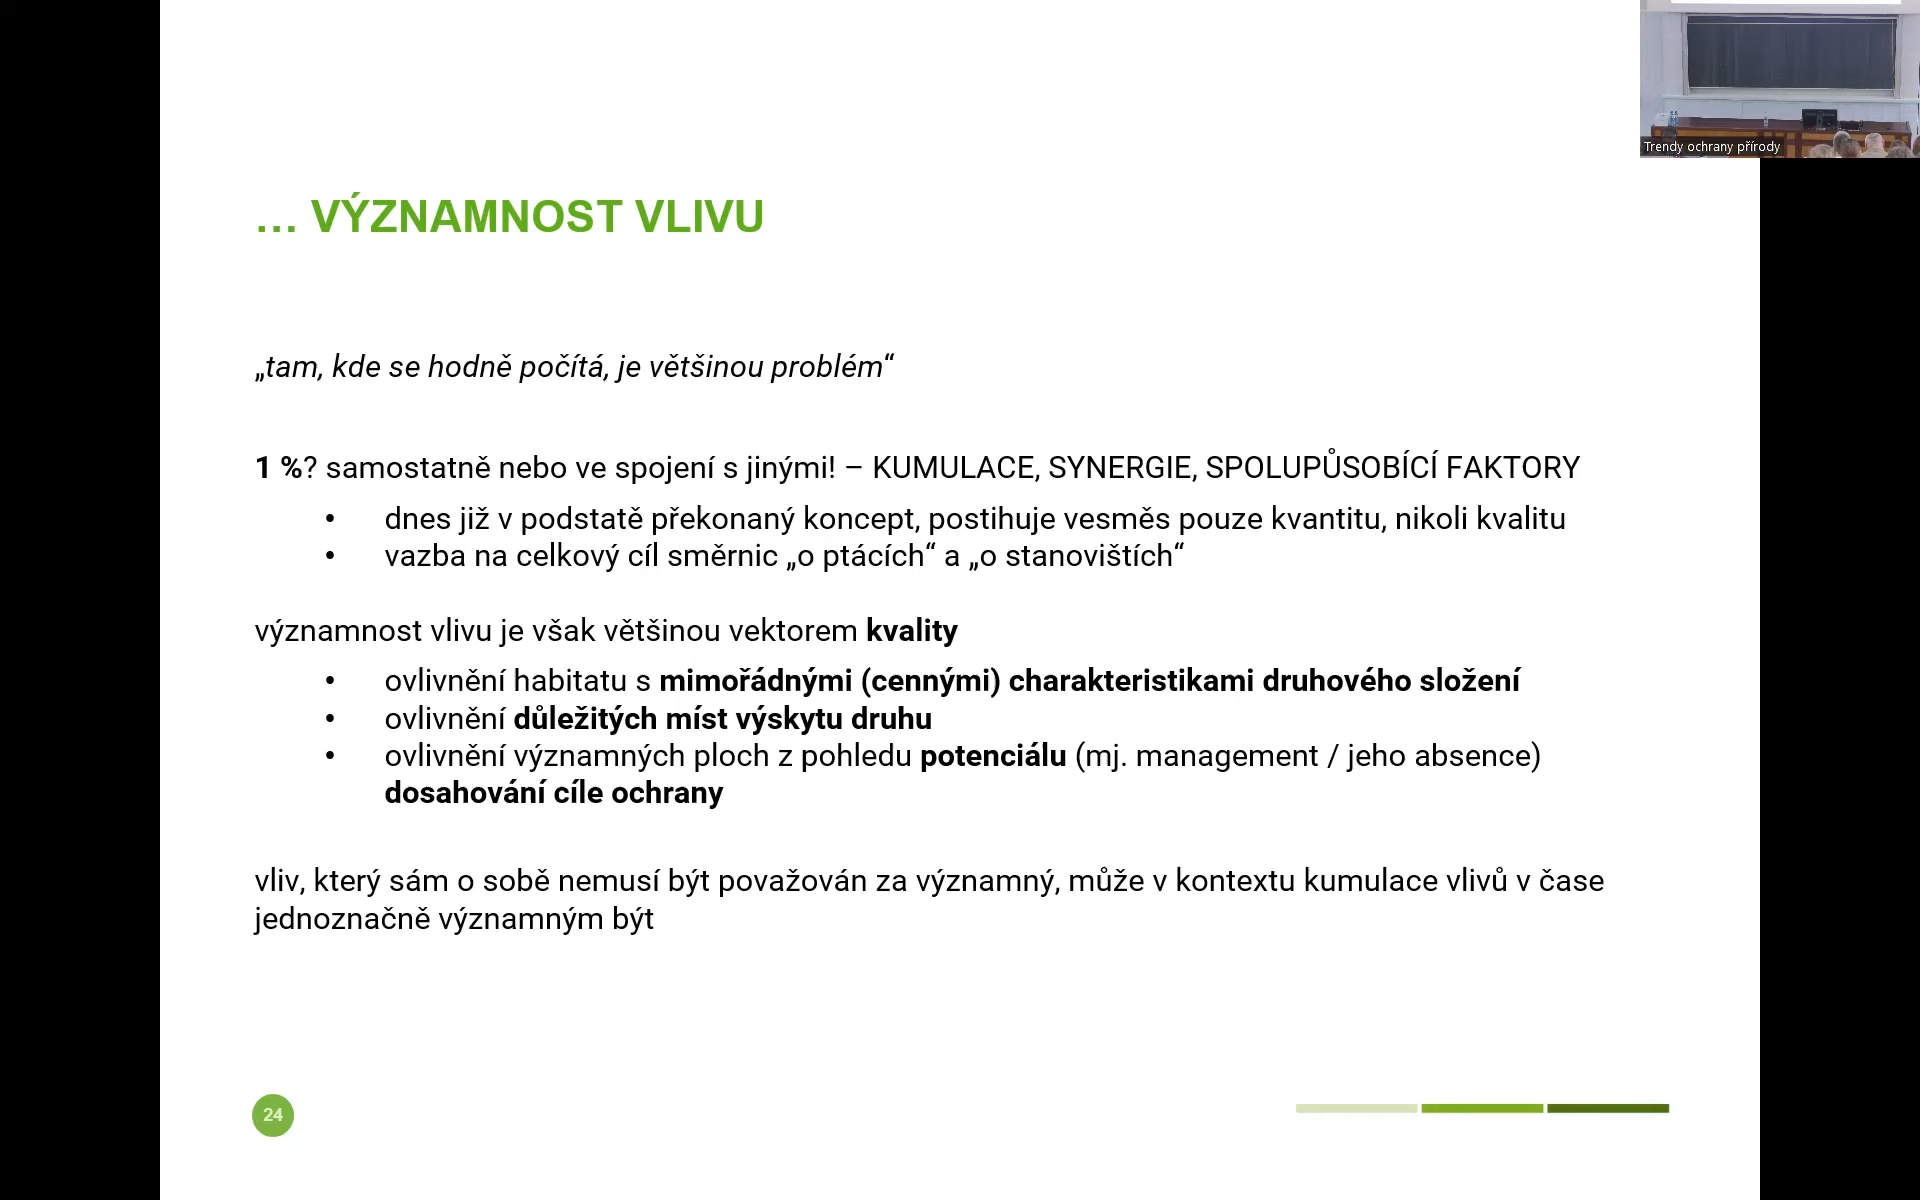 Trendy ochrany přírody
... VÝZNAMNOST VLIVU
„tam, kde se hodně počítá, je většinou problém“
1 %? samostatně nebo ve spojení s jinými! – KUMULACE, SYNERGIE, SPOLUPŮSOBÍCÍ FAKTORY
• dnes již v podstatě překonaný koncept, postihuje vesměs pouze kvantitu, nikoli kvalitu
• vazba na celkový cíl směrnic „o ptácích“ a „o stanovištích“
významnost vlivu je však většinou vektorem kvality
• ovlivnění habitatu s mimořádnými (cennými) charakteristikami druhového složení
• ovlivnění důležitých míst výskytu druhu
• ovlivnění významných ploch z pohledu potenciálu (mj. management / jeho absence)
dosahování cíle ochrany
vliv, který sám o sobě nemusí být považován za významný, může v kontextu kumulace vlivů v čase
jednoznačně významným být
24